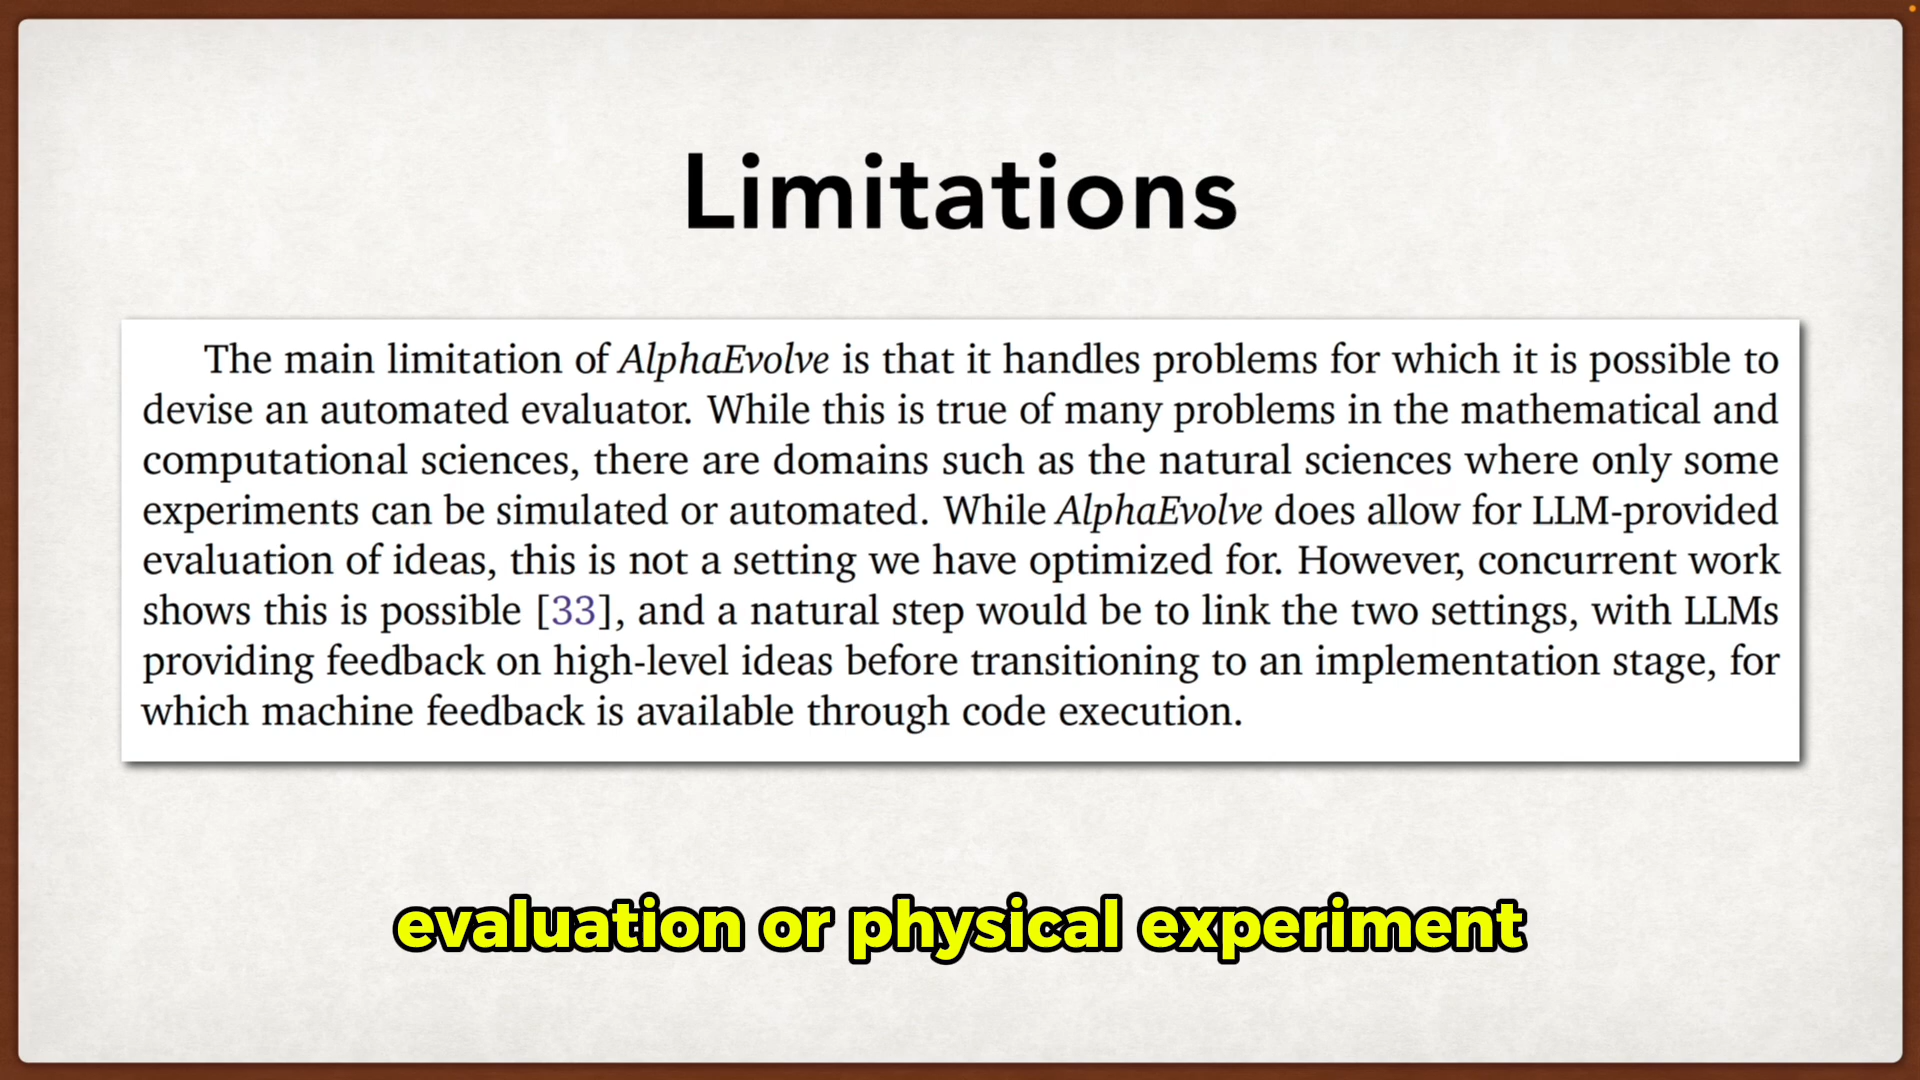 Limitations
The main limitation of AlphaEvolve is that it handles problems for which it is possible to
devise an automated evaluator. While this is true of many problems in the mathematical and
computational sciences, there are domains such as the natural sciences where only some
experiments can be simulated or automated. While AlphaEvolve does allow for LLM-provided
evaluation of ideas, this is not a setting we have optimized for. However, concurrent work
shows this is possible [33], and a natural step would be to link the two settings, with LLMs
providing feedback on high-level ideas before transitioning to an implementation stage, for
which machine feedback is available through code execution.
evaluation or physical experiment